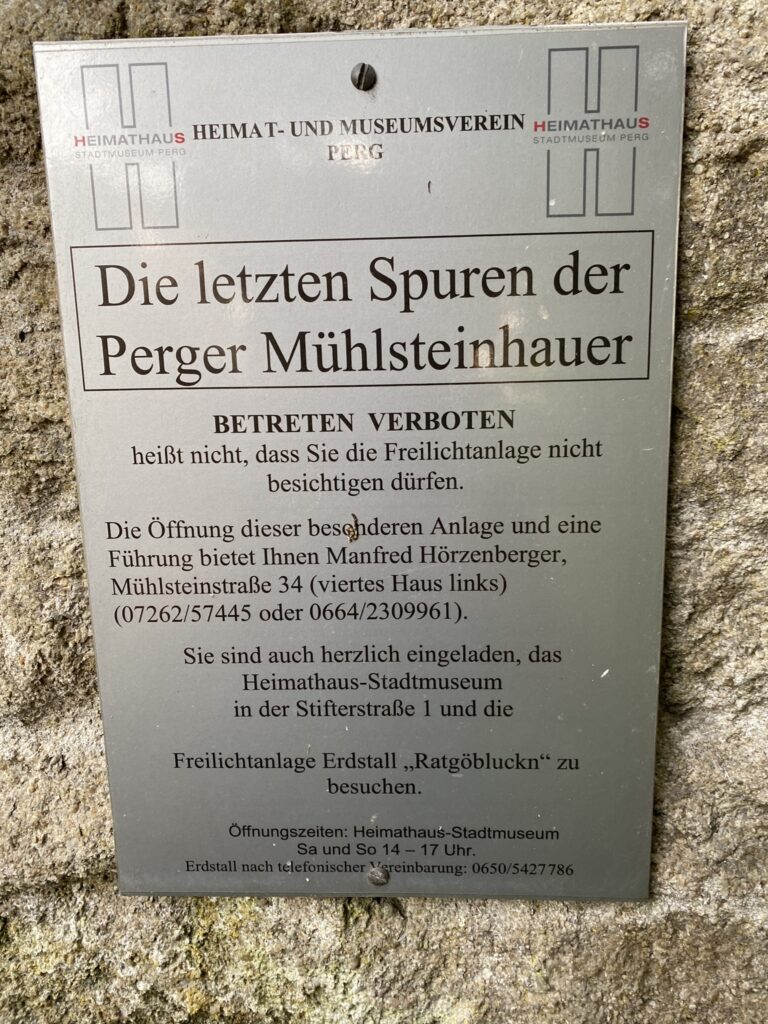 HEIMATHAUS
STADTMUSEUM PERG
HEIMAT- UND MUSEUMSVEREIN
PERG
HEIMATHAUS
STADTMUSEUM PERG
Die letzten Spuren der
Perger Mühlsteinhauer
BETRETEN VERBOTEN
heißt nicht, dass Sie die Freilichtanlage nicht
besichtigen dürfen.
Die Öffnung dieser besonderen Anlage und eine
Führung bietet Ihnen Manfred Hörzenberger,
Mühlsteinstraße 34 (viertes Haus links)
(07262/57445 oder 0664/2309961).
Sie sind auch herzlich eingeladen, das
Heimathaus-Stadtmuseum
in der Stifterstraße 1 und die
Freilichtanlage Erdstall „Ratgöbluckn“ zu
besuchen.
Öffnungszeiten: Heimathaus-Stadtmuseum
Sa und So 14 – 17 Uhr.
Erdstall nach telefonischer Vereinbarung: 0650/5427786